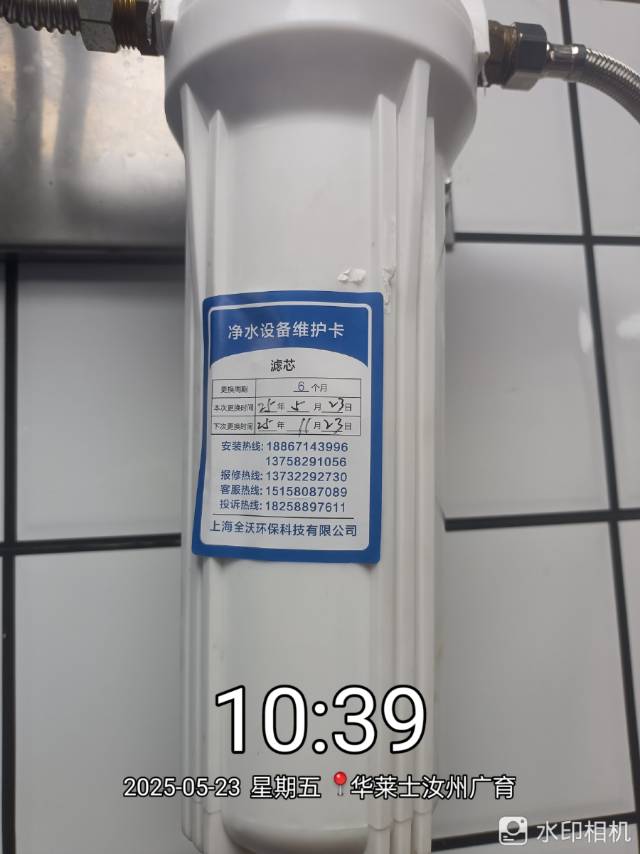 净水设备维护卡
滤芯
更换周期 6 个月
本次更换时间 25 年 5 月 23 日
下次更换时间 25 年 11 月 23 日
安装热线: 18867143996
13758291056
报修热线: 13732292730
客服热线: 15158087089
投诉热线: 18258897611
上海全沃环保科技有限公司
10:39
2025-05-23 星期五 📍华莱士汝州广育
水印相机